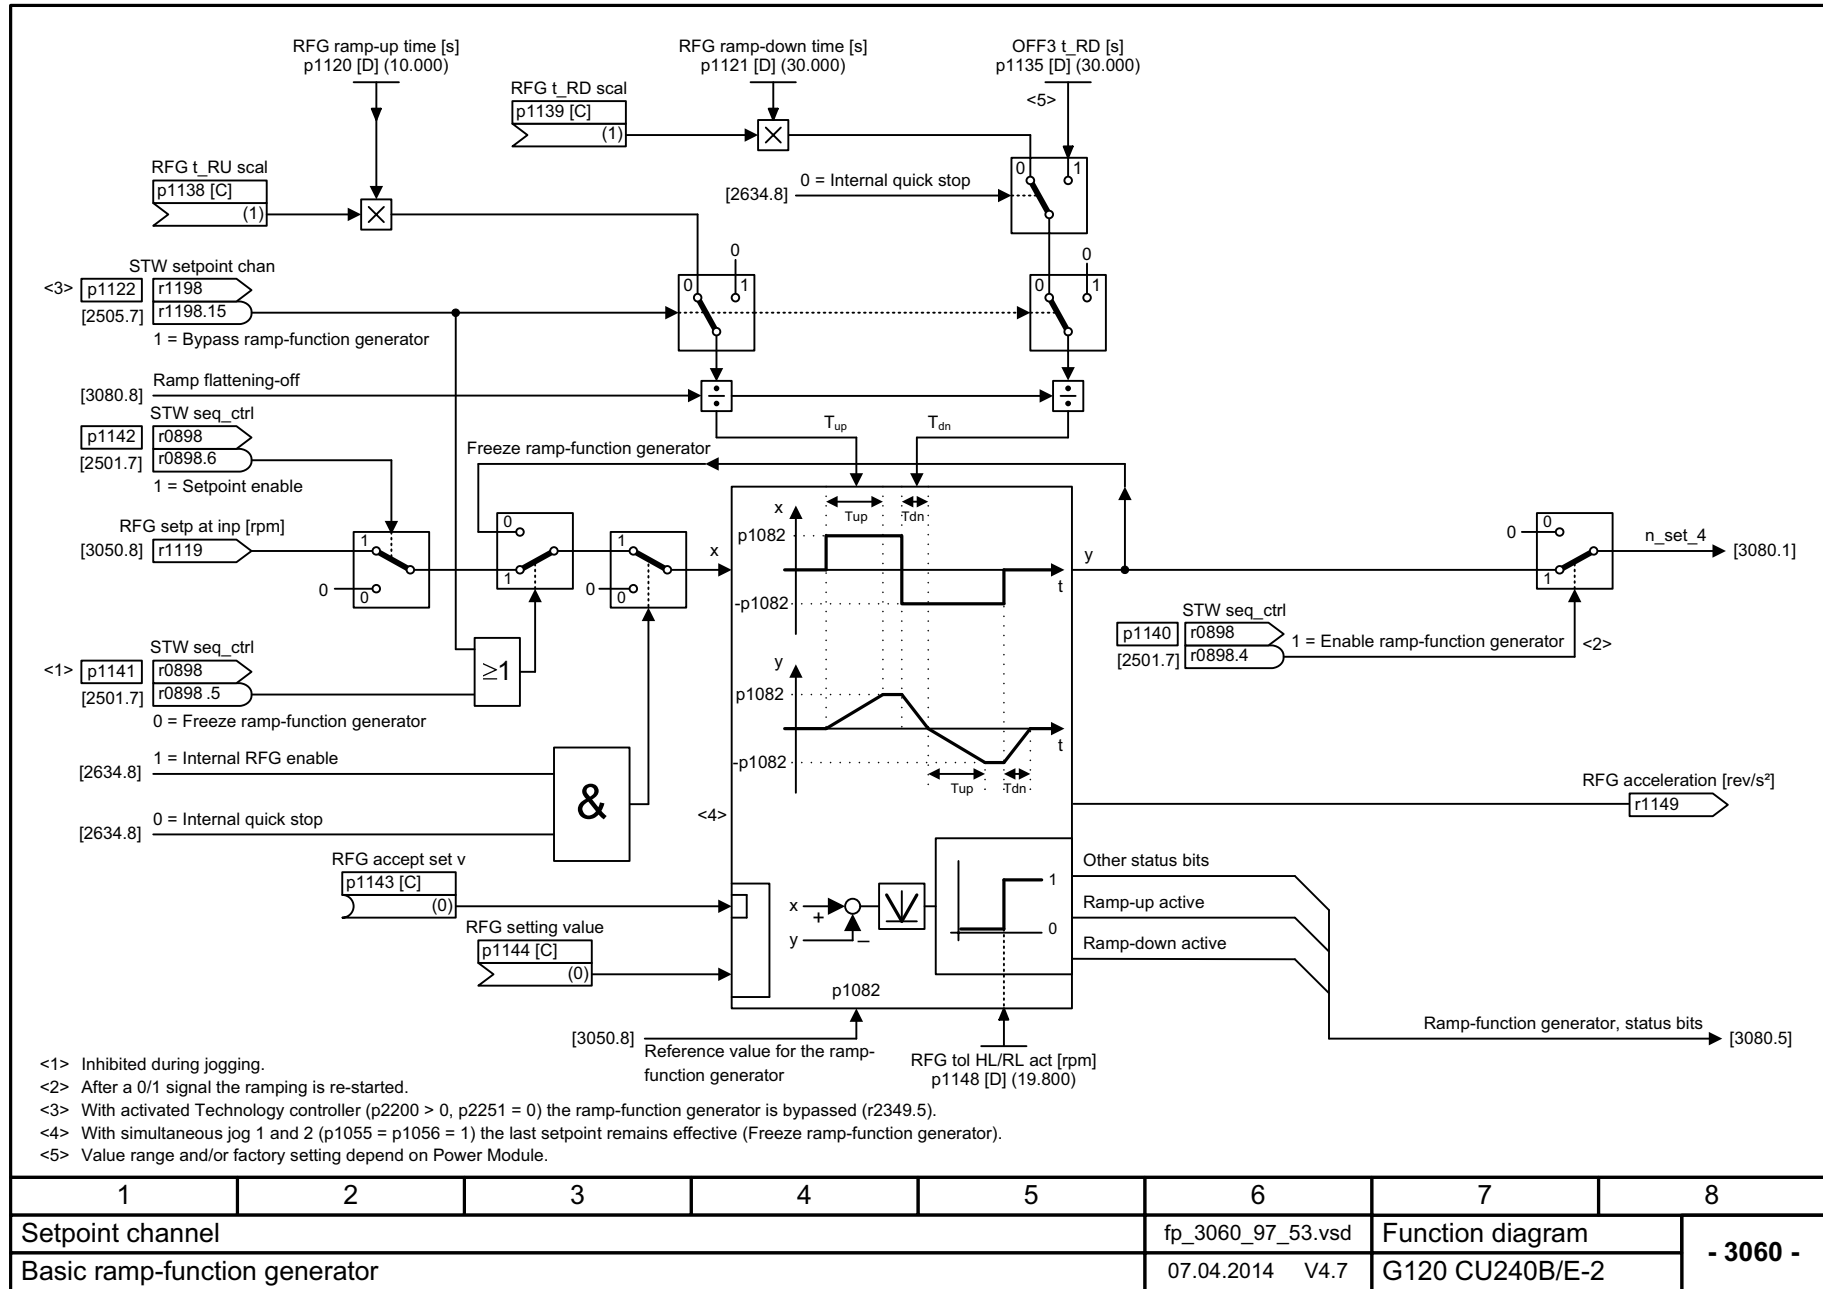 RFG ramp-up time [s]
p1120 [D] (10.000)
RFG ramp-down time [s]
p1121 [D] (30.000)
OFF3 t_RD [s]
p1135 [D] (30.000)
<5>
RFG t_RD scal
p1139 [C]
(1)
RFG t_RU scal
p1138 [C]
(1)
0 1
[2634.8] 0 = Internal quick stop
STW setpoint chan
<3> p1122 r1198
[2505.7] r1198.15
1 = Bypass ramp-function generator
0
0 1
0
0 1
[3080.8] Ramp flattening-off
÷
÷
STW seq_ctrl
p1142 r0898
[2501.7] r0898.6
1 = Setpoint enable
Freeze ramp-function generator
Tup
Tdn
RFG setp at inp [rpm]
[3050.8] r1119
1
0 0
0
1
1
0 0
x
x
Tup Tdn
p1082
-p1082
t
y
0 0
1
n_set_4
[3080.1]
STW seq_ctrl
p1140 r0898
[2501.7] r0898.4
1 = Enable ramp-function generator
<2>
STW seq_ctrl
<1> p1141 r0898
[2501.7] r0898 .5
0 = Freeze ramp-function generator
≥1
y
p1082
-p1082
t
Tup Tdn
[2634.8] 1 = Internal RFG enable
&
[2634.8] 0 = Internal quick stop
<4>
RFG acceleration [rev/s²]
r1149
RFG accept set v
p1143 [C]
(0)
RFG setting value
p1144 [C]
(0)
x
+
y
−
1
0
p1082
Other status bits
Ramp-up active
Ramp-down active
Ramp-function generator, status bits
[3080.5]
[3050.8] Reference value for the ramp-
function generator
RFG tol HL/RL act [rpm]
p1148 [D] (19.800)
<1> Inhibited during jogging.
<2> After a 0/1 signal the ramping is re-started.
<3> With activated Technology controller (p2200 > 0, p2251 = 0) the ramp-function generator is bypassed (r2349.5).
<4> With simultaneous jog 1 and 2 (p1055 = p1056 = 1) the last setpoint remains effective (Freeze ramp-function generator).
<5> Value range and/or factory setting depend on Power Module.
1 2 3 4 5 6 7 8
Setpoint channel
fp_3060_97_53.vsd
Function diagram
- 3060 -
Basic ramp-function generator
07.04.2014 V4.7
G120 CU240B/E-2